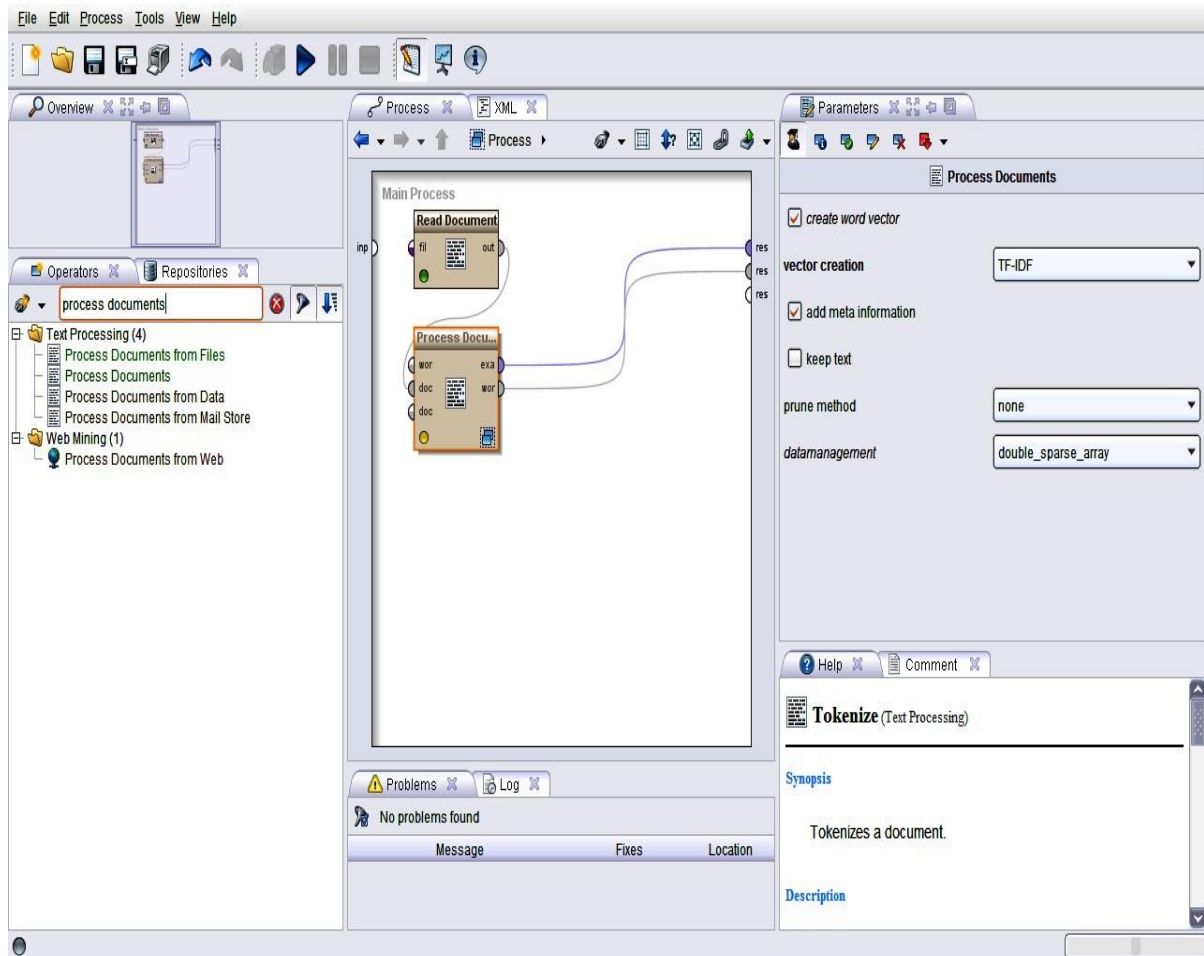 File Edit Process Tools View Help
Overview
Operators
Repositories
process documents
Text Processing (4)
Process Documents from Files
Process Documents
Process Documents from Data
Process Documents from Mail Store
Web Mining (1)
Process Documents from Web
Process
XML
Process
Main Process
Read Document
inp
fil
out
Process Docu...
wor
exa
doc
wor
doc
res
res
res
Problems
Log
No problems found
Message Fixes Location
Parameters
Process Documents
create word vector
vector creation TF-IDF
add meta information
keep text
prune method none
datamanagement double_sparse_array
Help
Comment
Tokenize (Text Processing)
Synopsis
Tokenizes a document.
Description